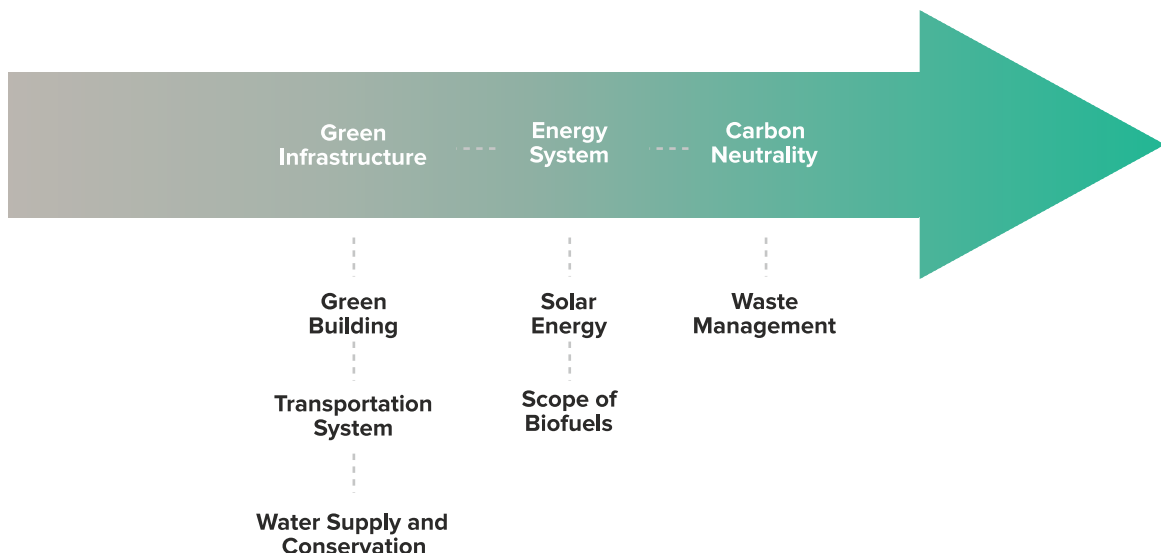 Green
Infrastructure
Energy
System
Carbon
Neutrality
Green
Building
Solar
Energy
Waste
Management
Transportation
System
Scope of
Biofuels
Water Supply and
Conservation